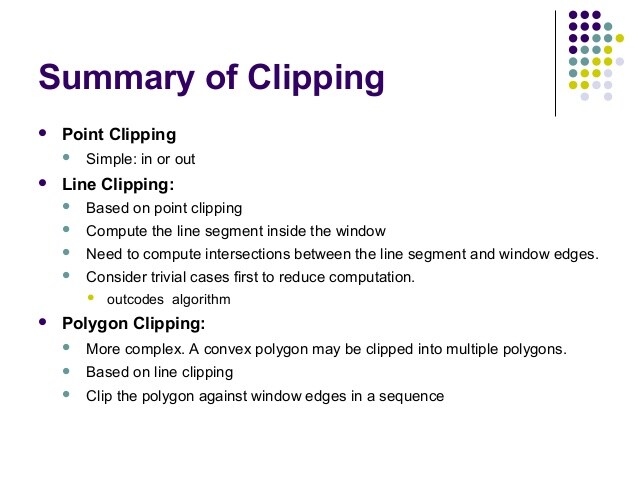 Summary of Clipping
Point Clipping
Simple: in or out
Line Clipping:
Based on point clipping
Compute the line segment inside the window
Need to compute intersections between the line segment and window edges.
Consider trivial cases first to reduce computation.
outcodes algorithm
Polygon Clipping:
More complex. A convex polygon may be clipped into multiple polygons.
Based on line clipping
Clip the polygon against window edges in a sequence